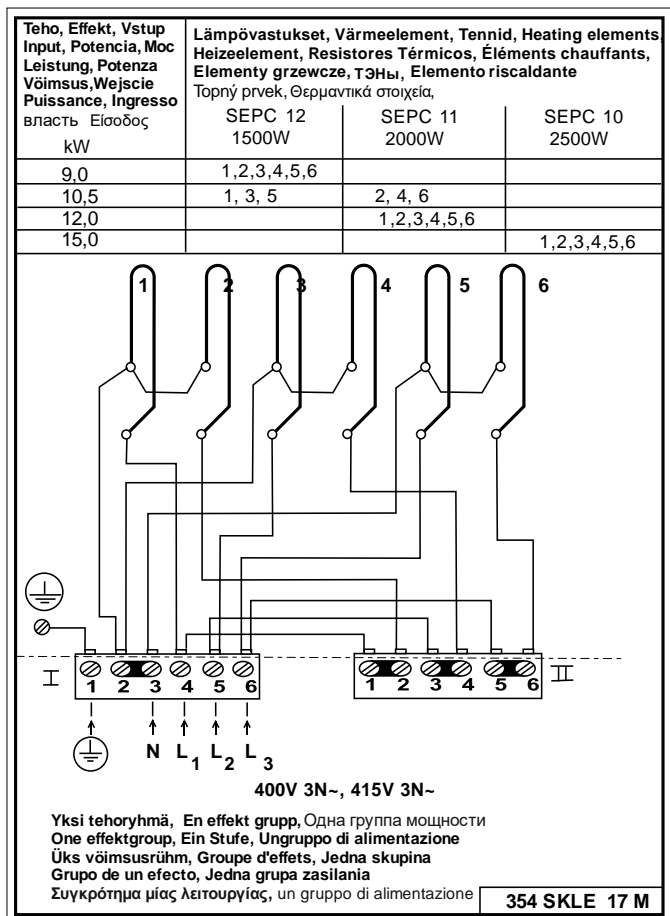 Teho, Effekt, Vstup
Input, Potencia, Moc
Leistung, Potenza
Vöimsus,Wejscie
Puissance, Ingresso
власть Είσοδος
kW
Lämpövastukset, Värmeelement, Tennid, Heating elements,
Heizeelement, Resistores Térmicos, Éléments chauffants,
Elementy grzewcze, ТЭНЫ, Elemento riscaldante
Topný prvek, Θερμαντικά στοιχεία,
SEPC 12 SEPC 11 SEPC 10
1500W 2000W 2500W
9,0 1,2,3,4,5,6
10,5 1, 3, 5 2, 4, 6
12,0 1,2,3,4,5,6
15,0 1,2,3,4,5,6
1 2 3 4 5 6
I 1 2 3 4 5 6
1 2 3 4 5 6 II
N L1 L2 L3
400V 3N~, 415V 3N~
Yksi tehoryhmä, En effekt grupp, Одна группа мощности
One effektgroup, Ein Stufe, Ungruppo di alimentazione
Üks vöimsusrühm, Groupe d'effets, Jedna skupina
Grupo de un efecto, Jedna grupa zasilania
Συγκρότημα μίας λειτουργίας, un gruppo di alimentazione
354 SKLE 17 M